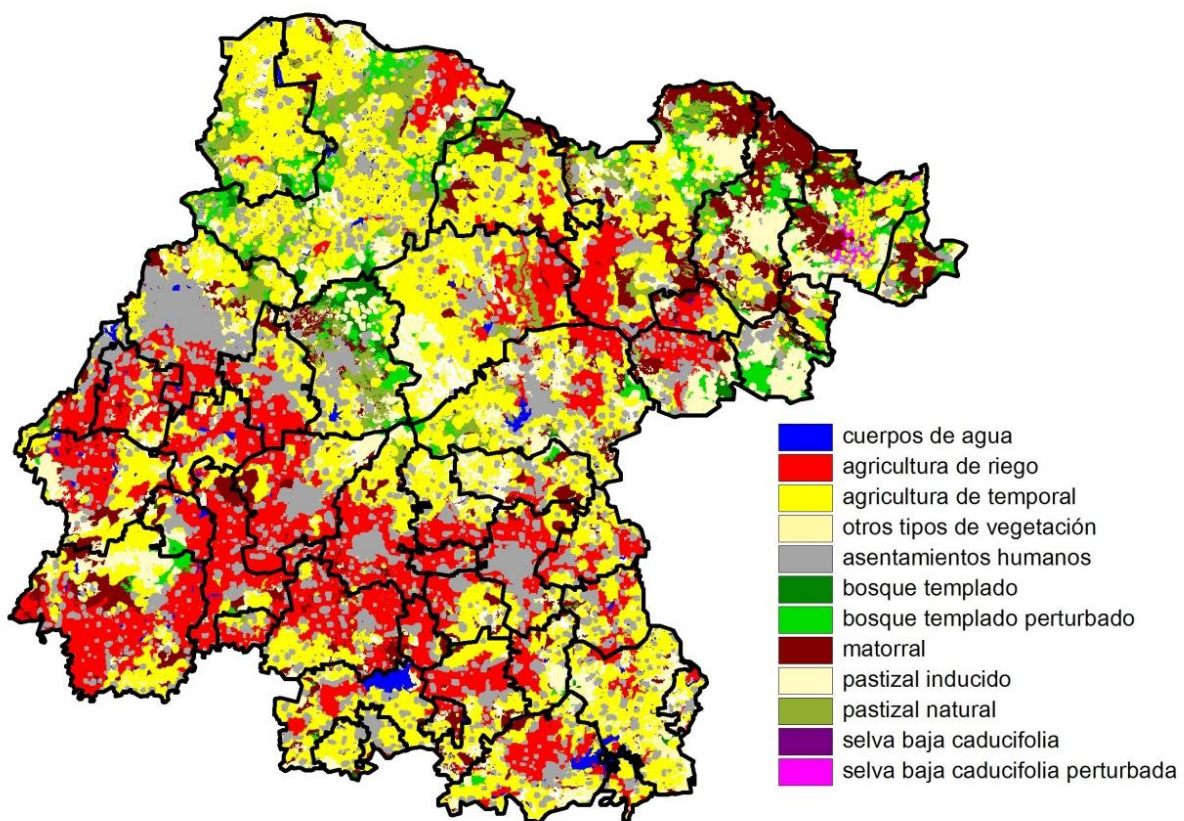 cuerpos de agua
agricultura de riego
agricultura de temporal
otros tipos de vegetación
asentamientos humanos
bosque templado
bosque templado perturbado
matorral
pastizal inducido
pastizal natural
selva baja caducifolia
selva baja caducifolia perturbada